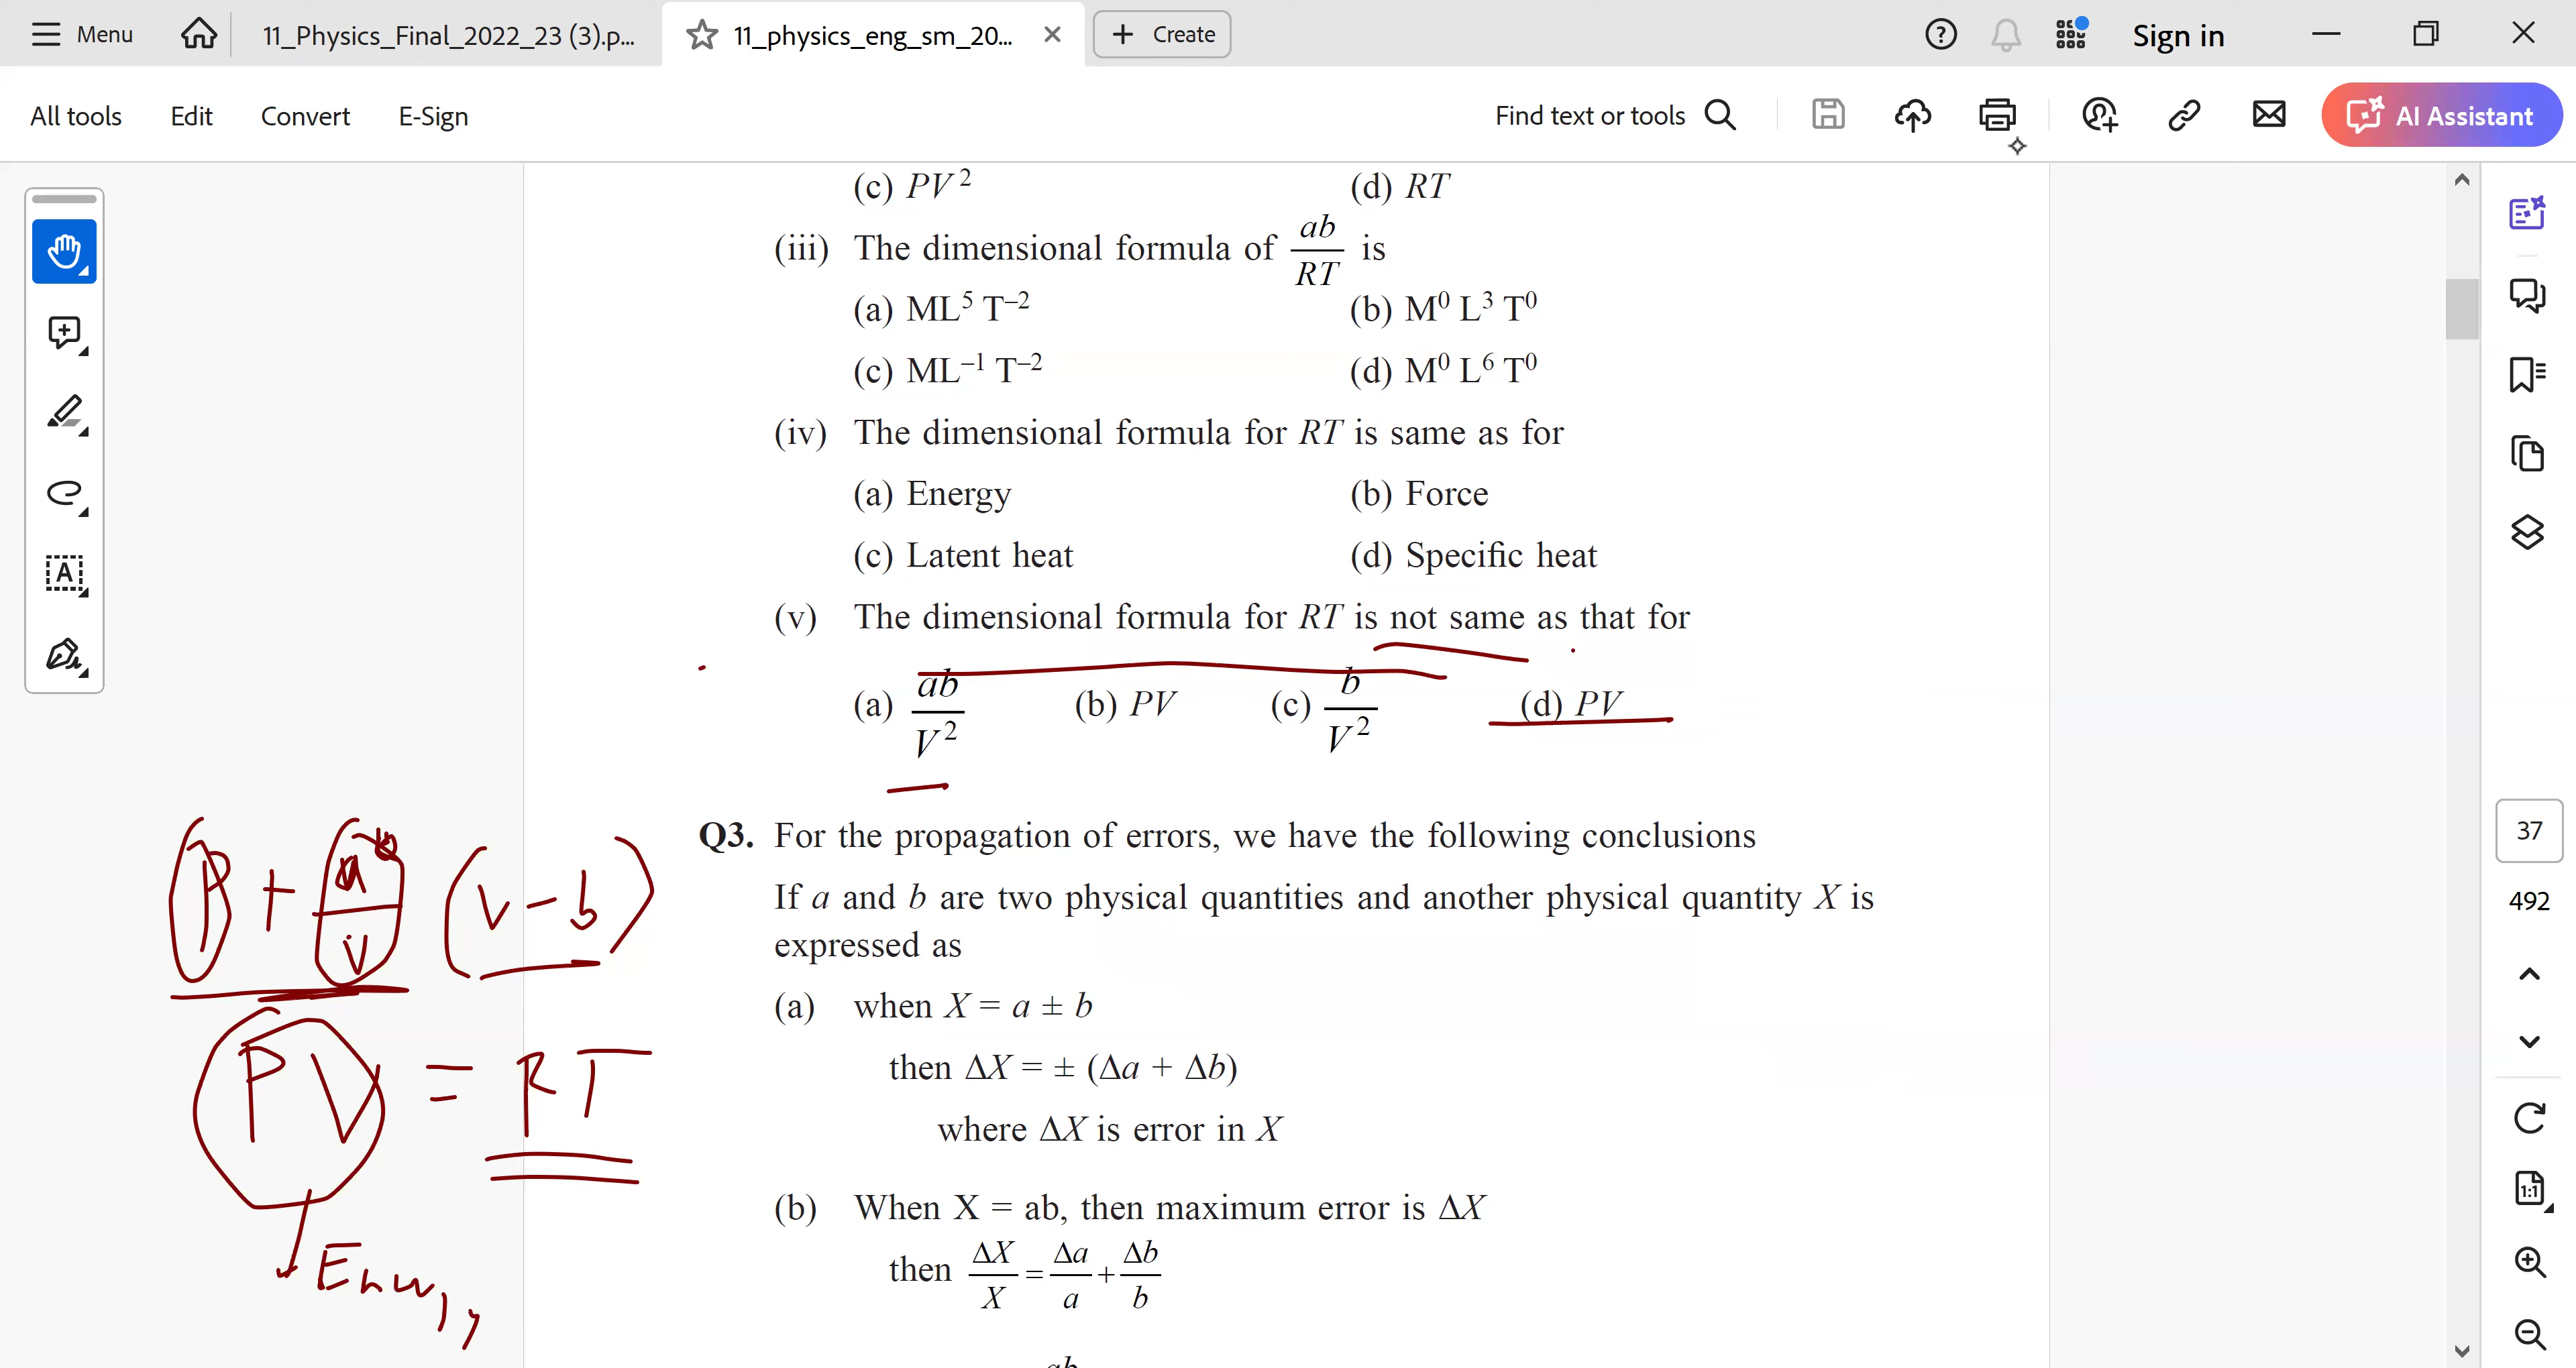 Menu 11_Physics_Final_2022_23 (3).p... 11_physics_eng_sm_20... Create Sign in
All tools Edit Convert E-Sign Find text or tools AI Assistant
(c) PV² (d) RT
(iii) The dimensional formula of ab/RT is
(a) ML⁵ T⁻² (b) M⁰ L³ T⁰
(c) ML⁻¹ T⁻² (d) M⁰ L⁶ T⁰
(iv) The dimensional formula for RT is same as for
(a) Energy (b) Force
(c) Latent heat (d) Specific heat
(v) The dimensional formula for RT is not same as that for
(a) ab/V² (b) PV (c) b/V² (d) PV
Q3. For the propagation of errors, we have the following conclusions
If a and b are two physical quantities and another physical quantity X is
expressed as
(a) when X = a ± b
then ΔX = ± (Δa + Δb)
where ΔX is error in X
(b) When X = ab, then maximum error is ΔX
then ΔX/X = Δa/a + Δb/b
ab
P + a/V (V – b)
PV = RT
37
492